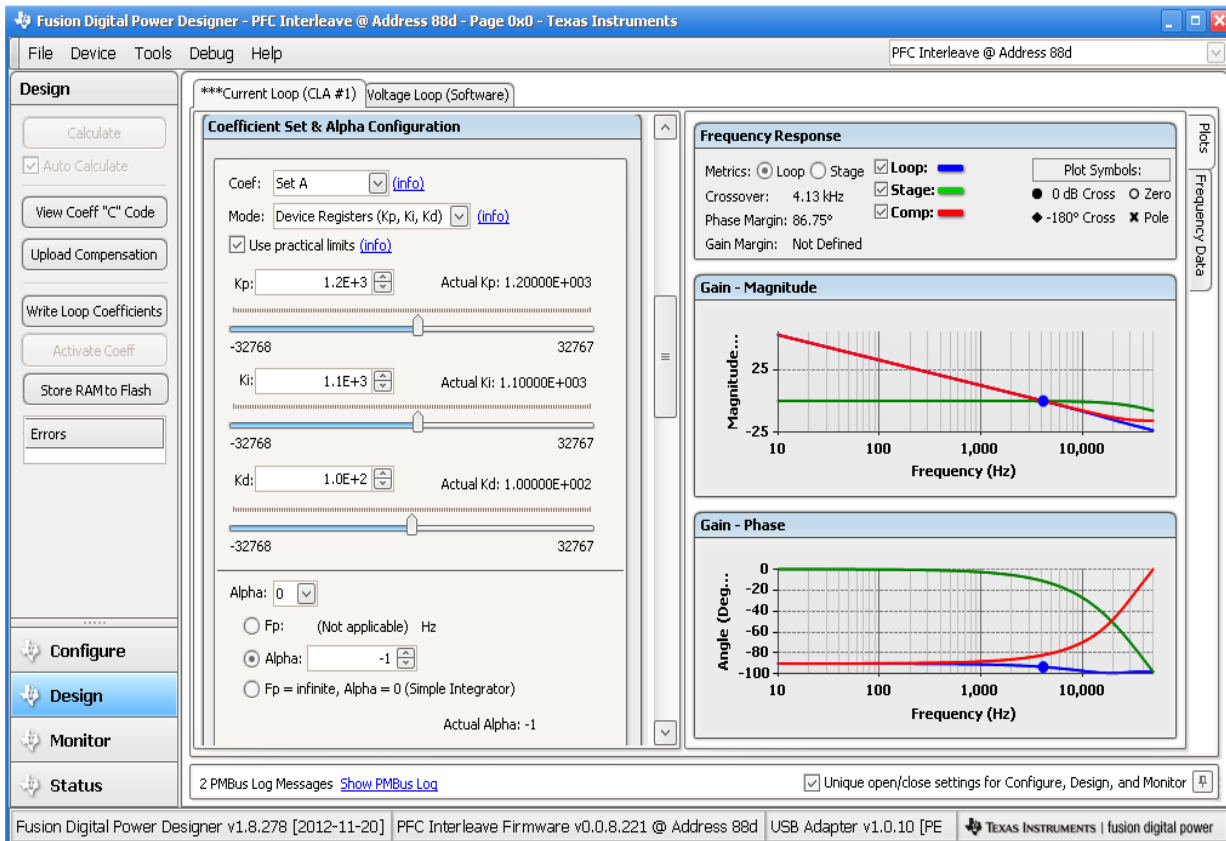 Fusion Digital Power Designer - PFC Interleave @ Address 88d - Page 0x0 - Texas Instruments
File Device Tools Debug Help
PFC Interleave @ Address 88d
Design
Calculate
Auto Calculate
View Coeff "C" Code
Upload Compensation
Write Loop Coefficients
Activate Coeff
Store RAM to Flash
Errors
Configure
Design
Monitor
Status
***Current Loop (CLA #1) Voltage Loop (Software)
Coefficient Set & Alpha Configuration
Coef: Set A (info)
Mode: Device Registers (Kp, Ki, Kd) (info)
Use practical limits (info)
Kp: 1.2E+3 Actual Kp: 1.20000E+003
-32768 32767
Ki: 1.1E+3 Actual Ki: 1.10000E+003
-32768 32767
Kd: 1.0E+2 Actual Kd: 1.00000E+002
-32768 32767
Alpha: 0
Fp: (Not applicable) Hz
Alpha: -1
Fp = infinite, Alpha = 0 (Simple Integrator)
Actual Alpha: -1
Frequency Response
Metrics: Loop Stage Loop: Plot Symbols:
Crossover: 4.13 kHz Stage: 0 dB Cross Zero
Phase Margin: 86.75° Comp: -180° Cross Pole
Gain Margin: Not Defined
Plots
Frequency Data
Gain - Magnitude
Magnitude...
25
-25
10 100 1,000 10,000
Frequency (Hz)
Gain - Phase
Angle (Deg...
0
-20
-40
-60
-80
-100
10 100 1,000 10,000
Frequency (Hz)
2 PMBus Log Messages Show PMBus Log Unique open/close settings for Configure, Design, and Monitor
Fusion Digital Power Designer v1.8.278 [2012-11-20] PFC Interleave Firmware v0.0.8.221 @ Address 88d USB Adapter v1.0.10 [PE TEXAS INSTRUMENTS | fusion digital power